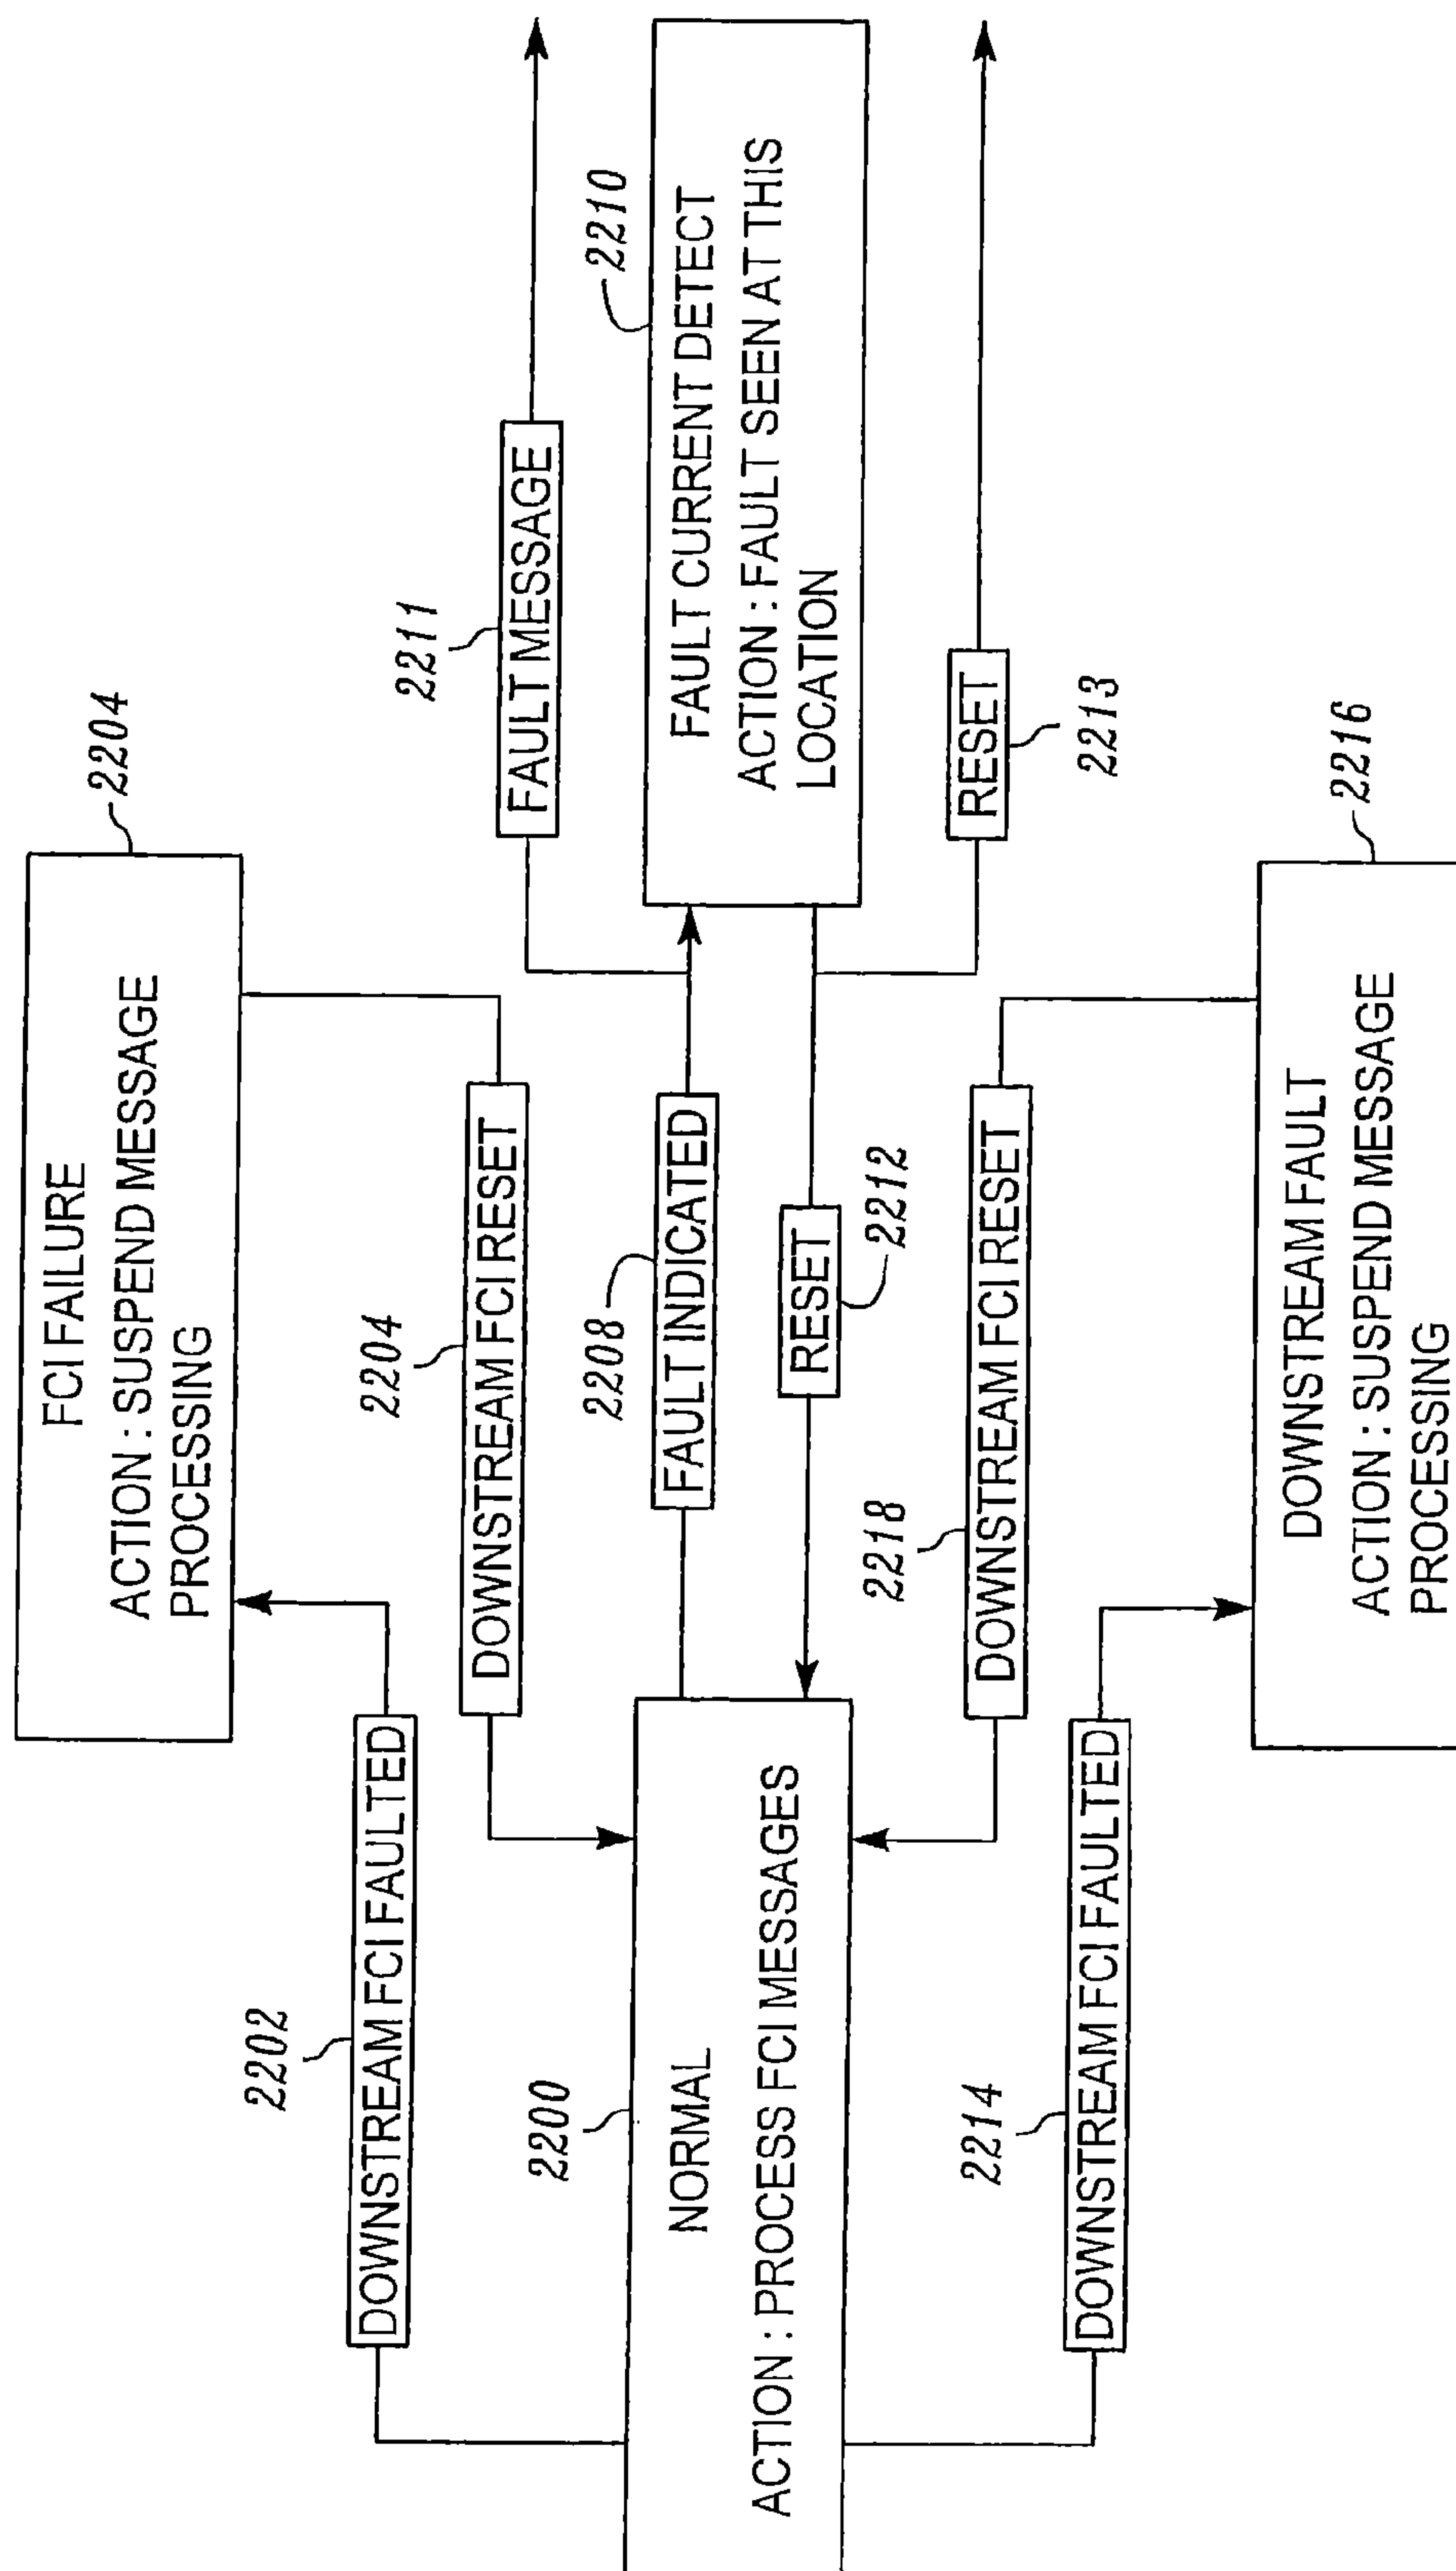 2204
FCI FAILURE
ACTION : SUSPEND MESSAGE
PROCESSING
2202
DOWNSTREAM FCI FAULTED
2204
DOWNSTREAM FCI RESET
2211
FAULT MESSAGE
2200
NORMAL
ACTION : PROCESS FCI MESSAGES
2208
FAULT INDICATED
2210
FAULT CURRENT DETECT
ACTION : FAULT SEEN AT THIS
LOCATION
RESET
2212
RESET
2213
2218
DOWNSTREAM FCI RESET
2214
DOWNSTREAM FCI FAULTED
2216
DOWNSTREAM FAULT
ACTION : SUSPEND MESSAGE
PROCESSING